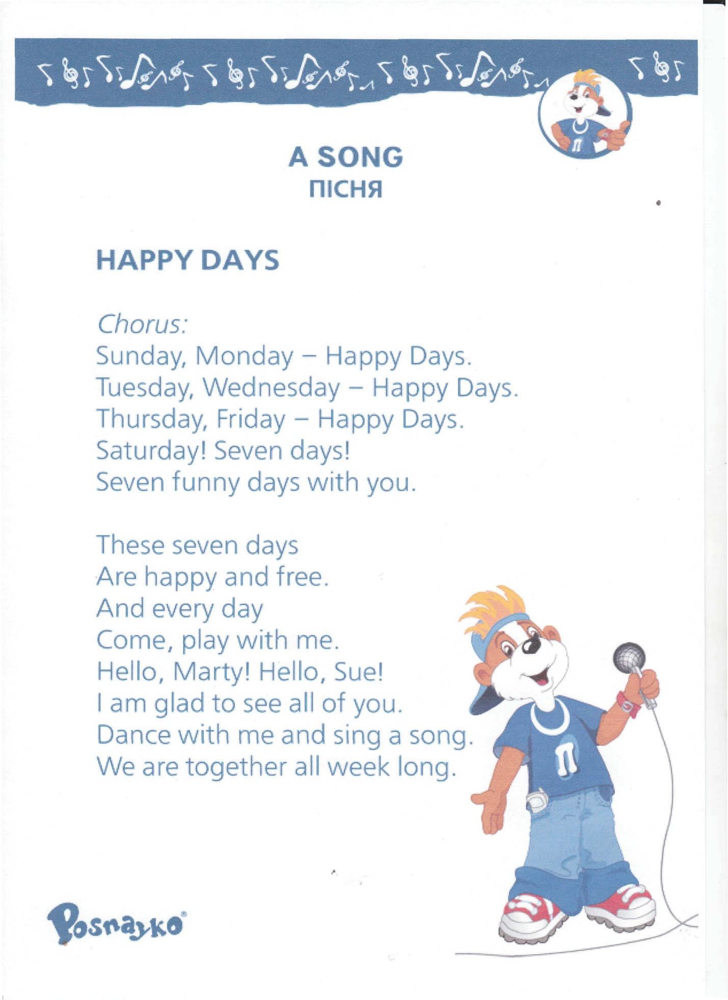 A SONG
ПІСНЯ
HAPPY DAYS
Chorus:
Sunday, Monday – Happy Days.
Tuesday, Wednesday – Happy Days.
Thursday, Friday – Happy Days.
Saturday! Seven days!
Seven funny days with you.
These seven days
Are happy and free.
And every day
Come, play with me.
Hello, Marty! Hello, Sue!
I am glad to see all of you.
Dance with me and sing a song.
We are together all week long.
П
П
Posnayko®